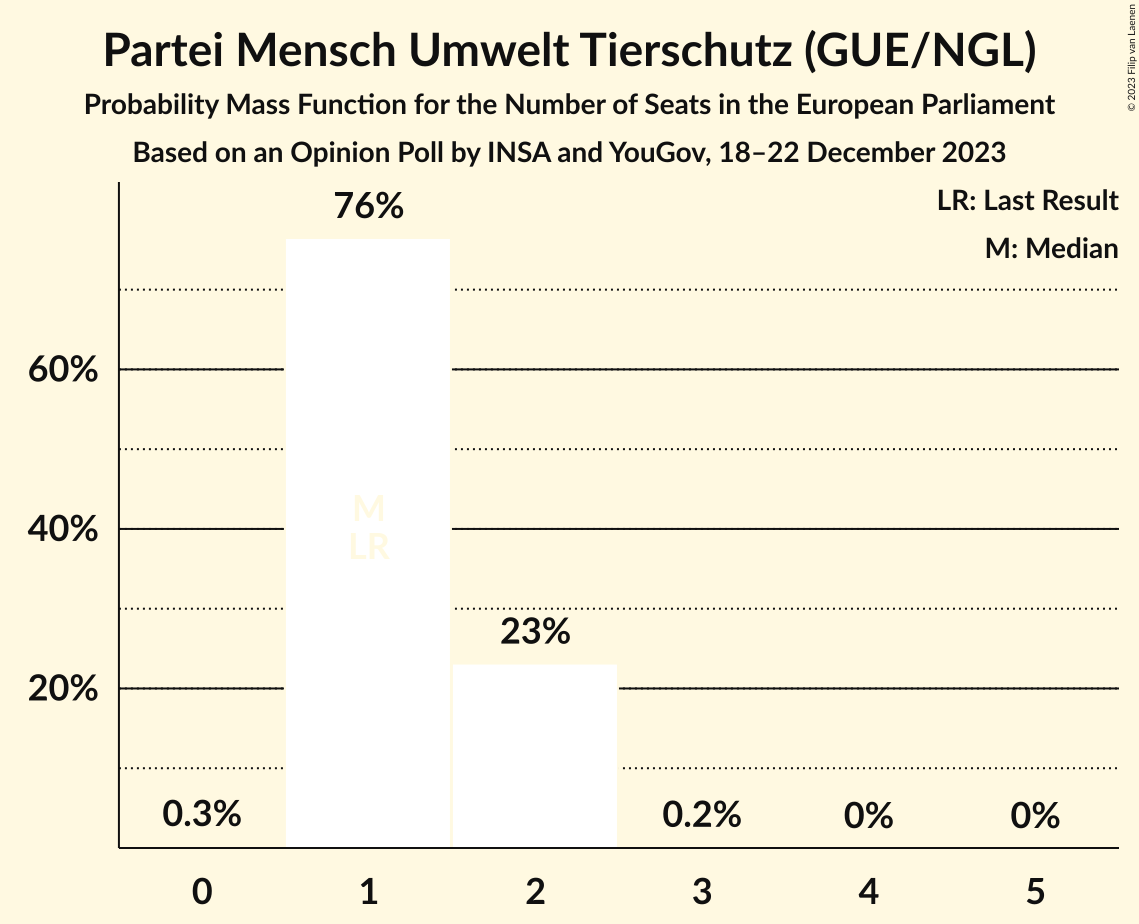 Partei Mensch Umwelt Tierschutz (GUE/NGL)
Probability Mass Function for the Number of Seats in the European Parliament
Based on an Opinion Poll by INSA and YouGov, 18–22 December 2023
© 2023 Filip van Laenen
LR: Last Result
M: Median
76%
60%
M
40%
LR
23%
20%
0.3%
0.2%
0%
0%
0
1
2
3
4
5